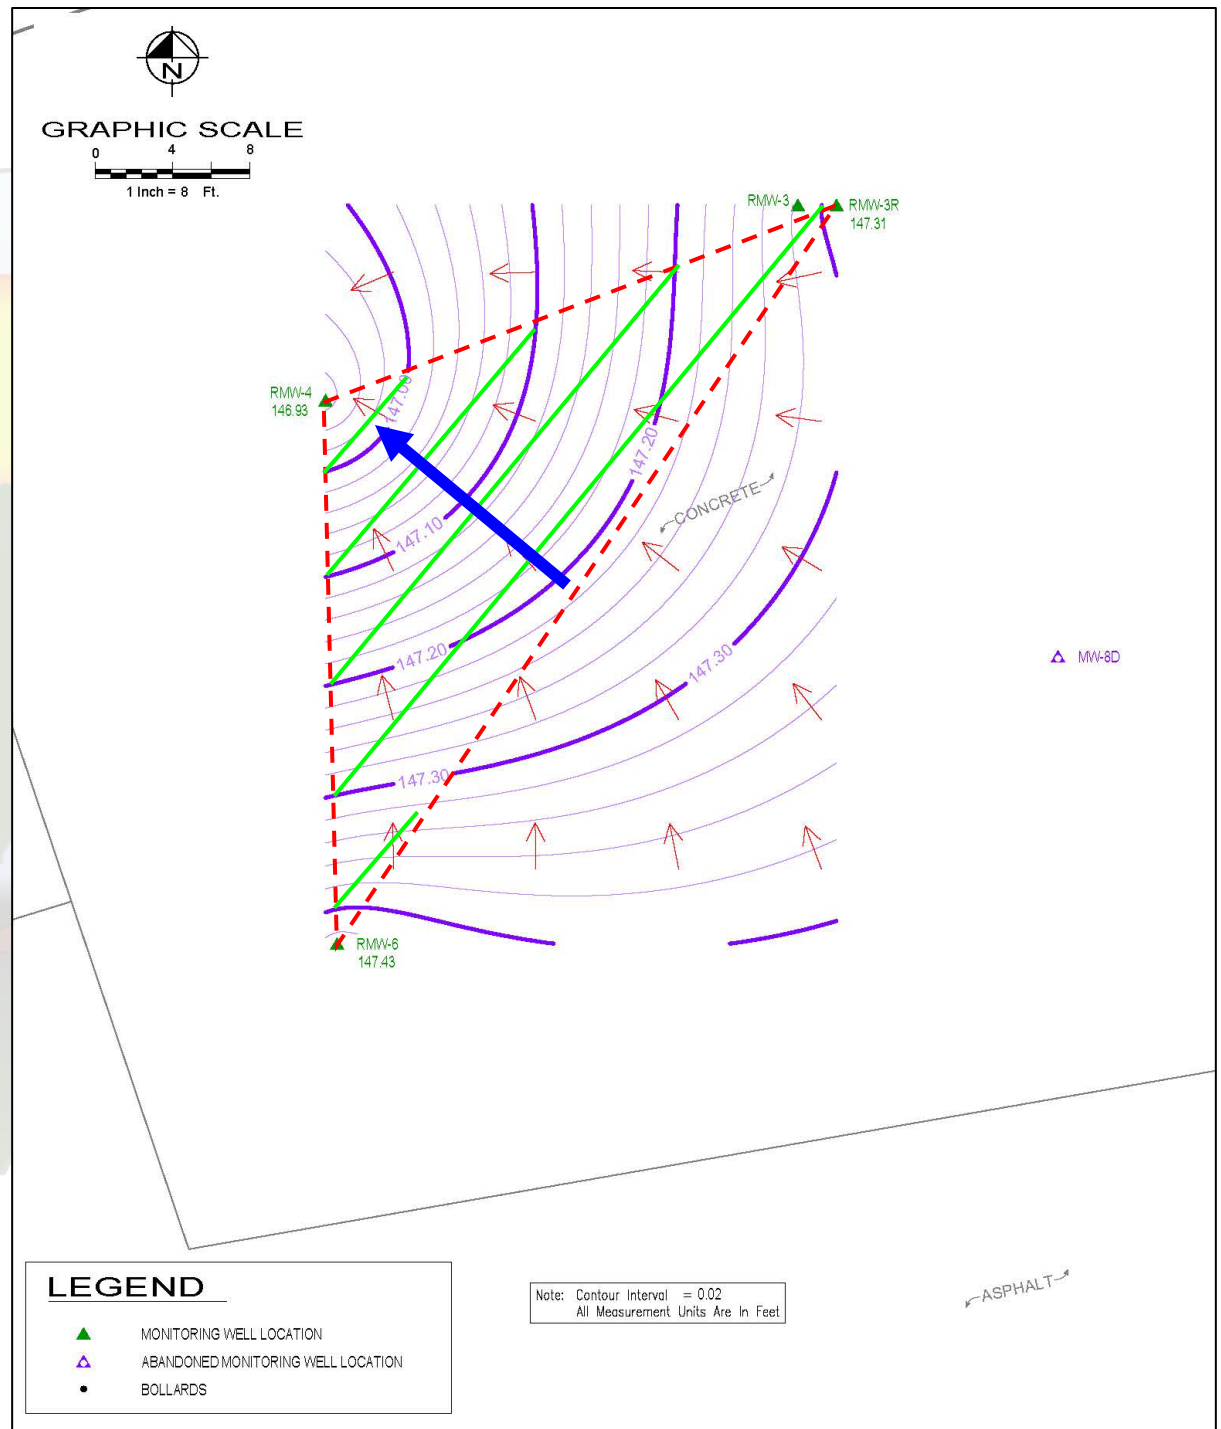 N
GRAPHIC SCALE
0 4 8
1 Inch = 8 Ft.
RMW-3
RMW-3R
147.31
RMW-4
146.93
147.00
147.20
CONCRETE
147.10
147.20
147.30
MW-8D
147.30
RMW-6
147.43
LEGEND
MONITORING WELL LOCATION
ABANDONED MONITORING WELL LOCATION
BOLLARDS
Note: Contour Interval = 0.02
All Measurement Units Are In Feet
ASPHALT